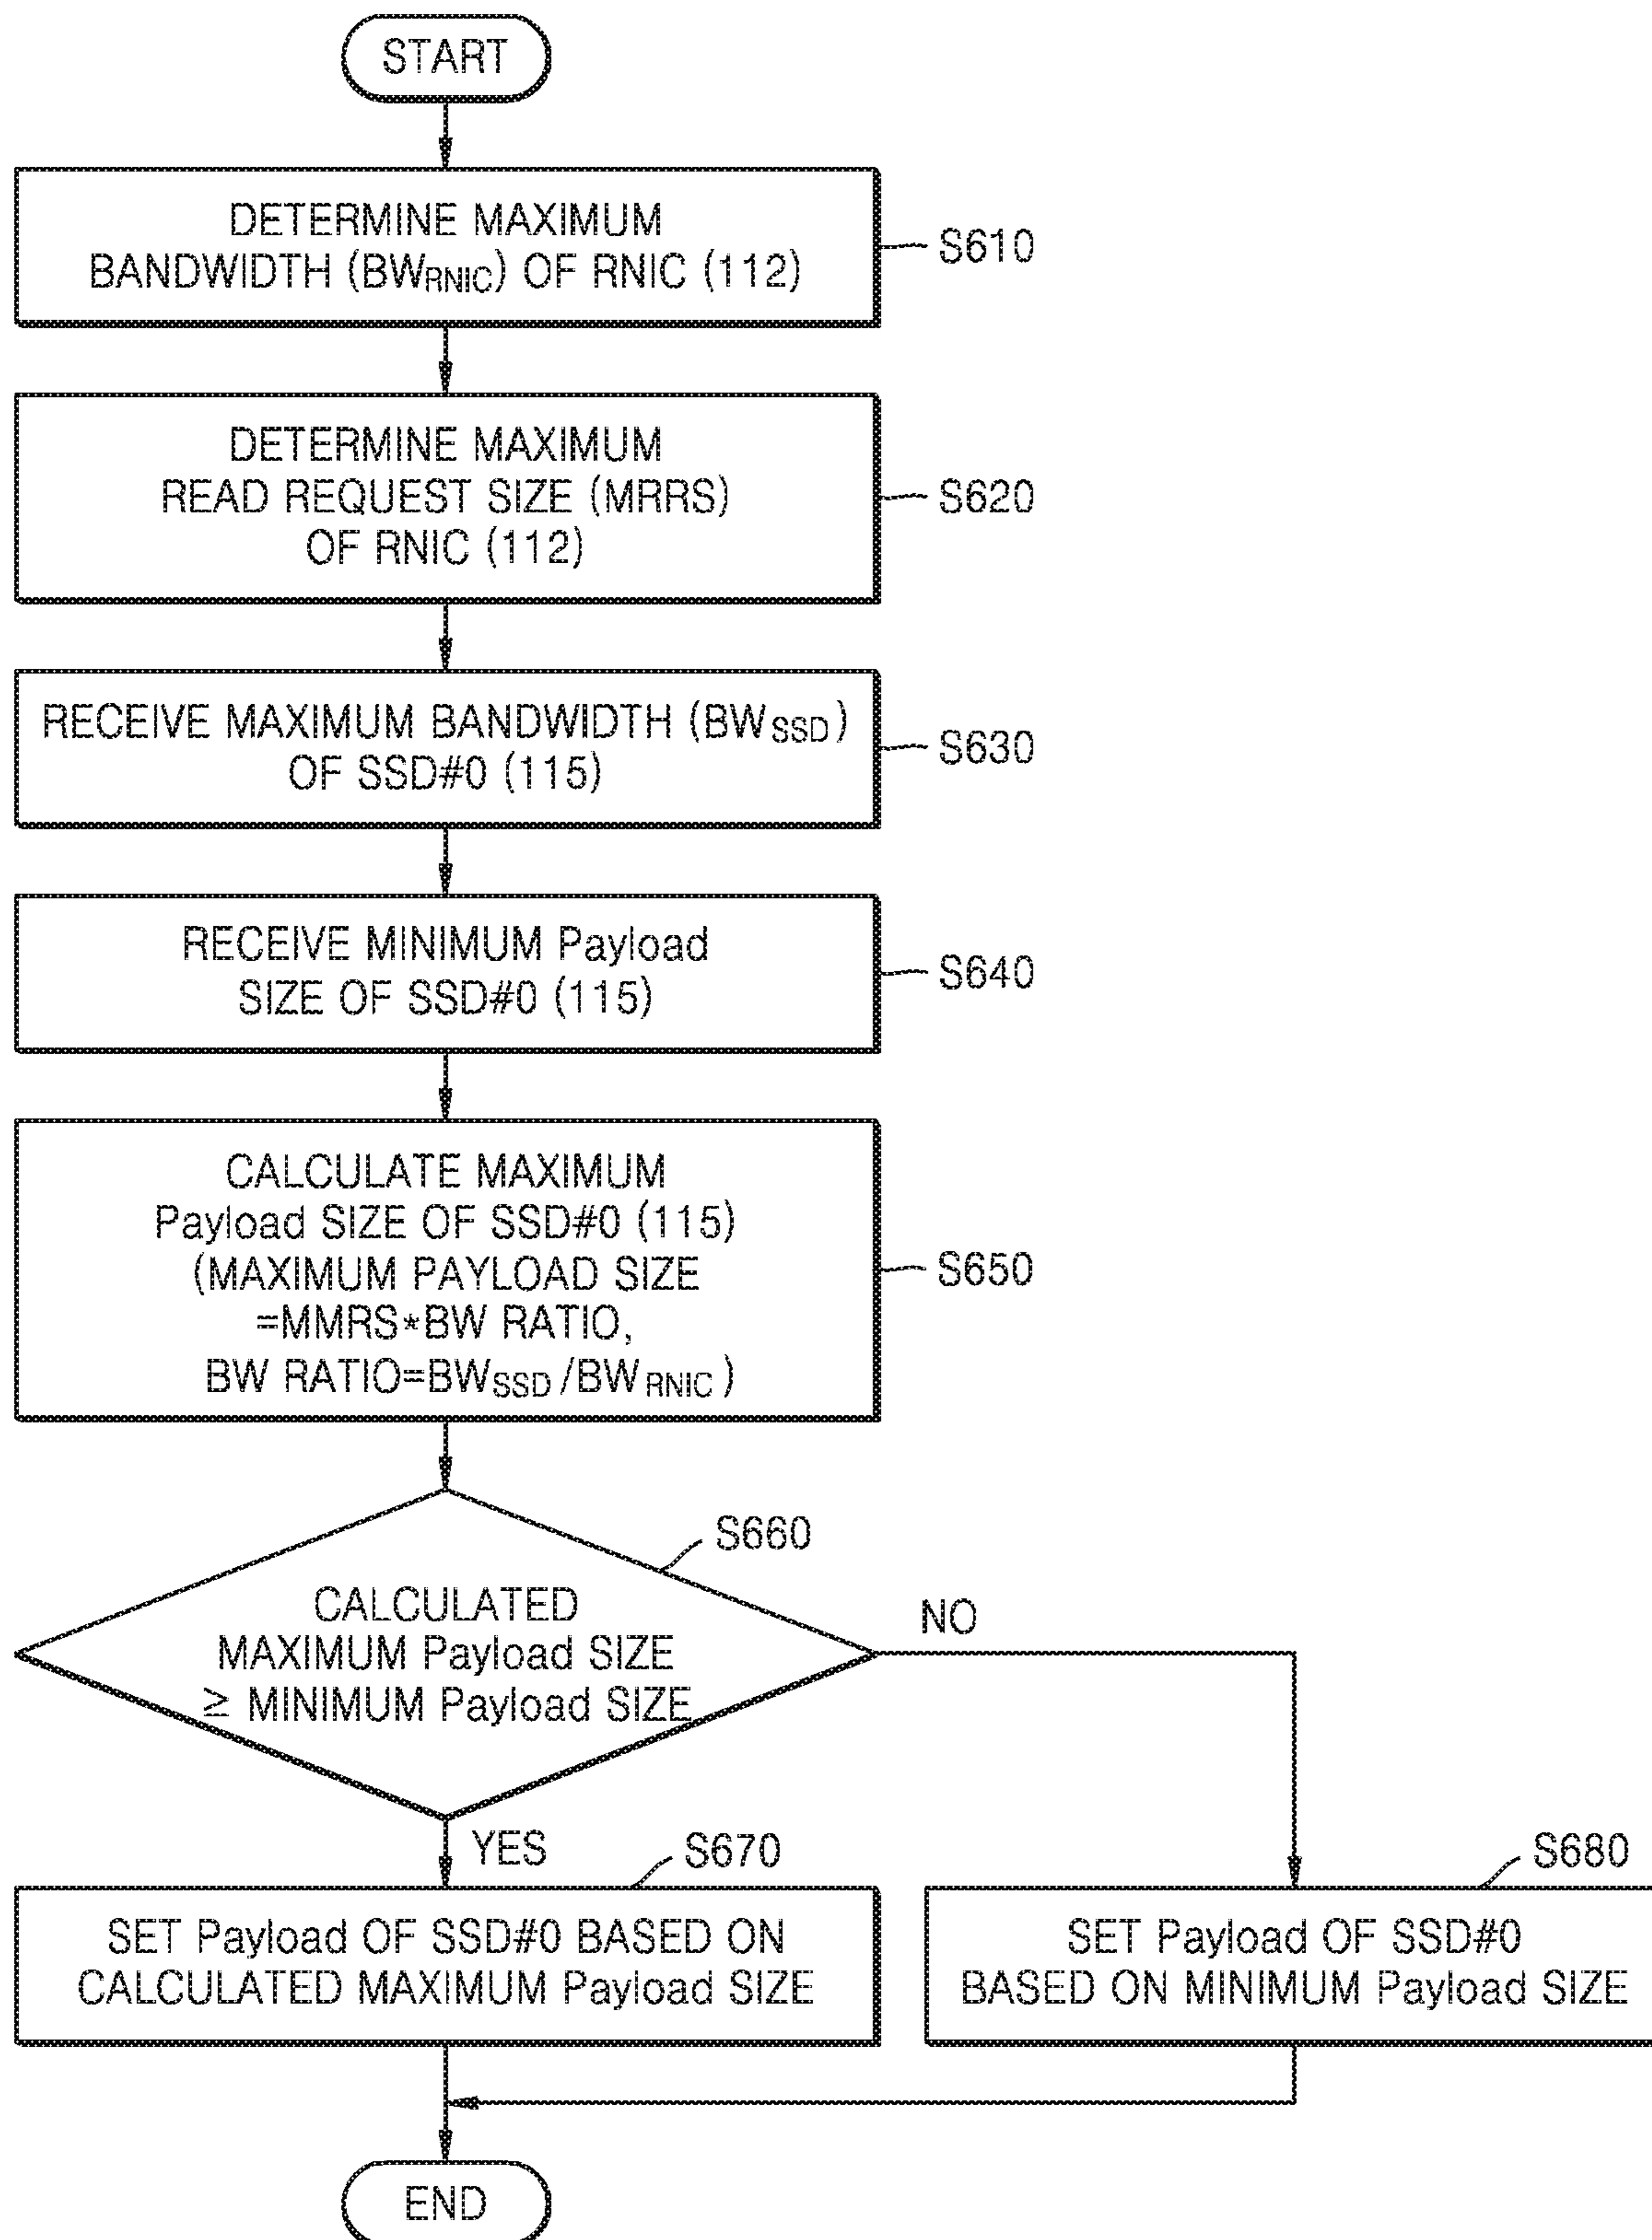 START
DETERMINE MAXIMUM
BANDWIDTH (BWRNIC) OF RNIC (112)
S610
DETERMINE MAXIMUM
READ REQUEST SIZE (MRRS)
OF RNIC (112)
S620
RECEIVE MAXIMUM BANDWIDTH (BWSSD)
OF SSD#0 (115)
S630
RECEIVE MINIMUM Payload
SIZE OF SSD#0 (115)
S640
CALCULATE MAXIMUM
Payload SIZE OF SSD#0 (115)
(MAXIMUM PAYLOAD SIZE
=MMRS*BW RATIO,
BW RATIO=BWSSD/BWRNIC)
S650
S660
CALCULATED
MAXIMUM Payload SIZE
≥ MINIMUM Payload SIZE
NO
YES
S670
SET Payload OF SSD#0 BASED ON
CALCULATED MAXIMUM Payload SIZE
S680
SET Payload OF SSD#0
BASED ON MINIMUM Payload SIZE
END